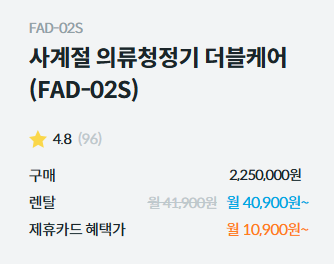 FAD-02S
사계절 의류청정기 더블케어
(FAD-02S)
4.8 (96)
구매 2,250,000원
렌탈 월 41,900원 월 40,900원~
제휴카드 혜택가 월 10,900원~